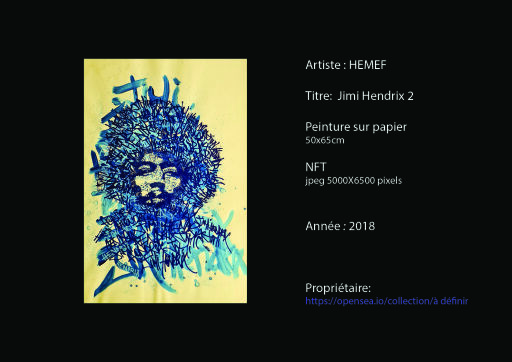 Artiste : HEMEF
Titre:  Jimi Hendrix 2
Peinture sur papier
50x65cm
NFT
jpeg 5000X6500 pixels
Année : 2018
Propriétaire:
https://opensea.io/collection/à définir